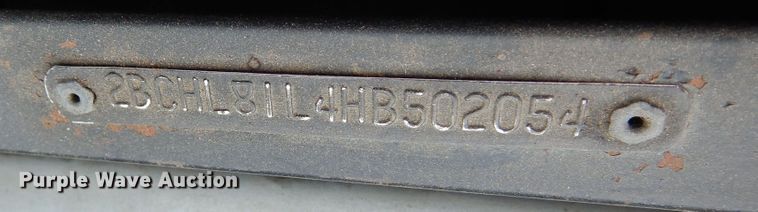 2BCHL81L4HB502054
Purple Wave Auction